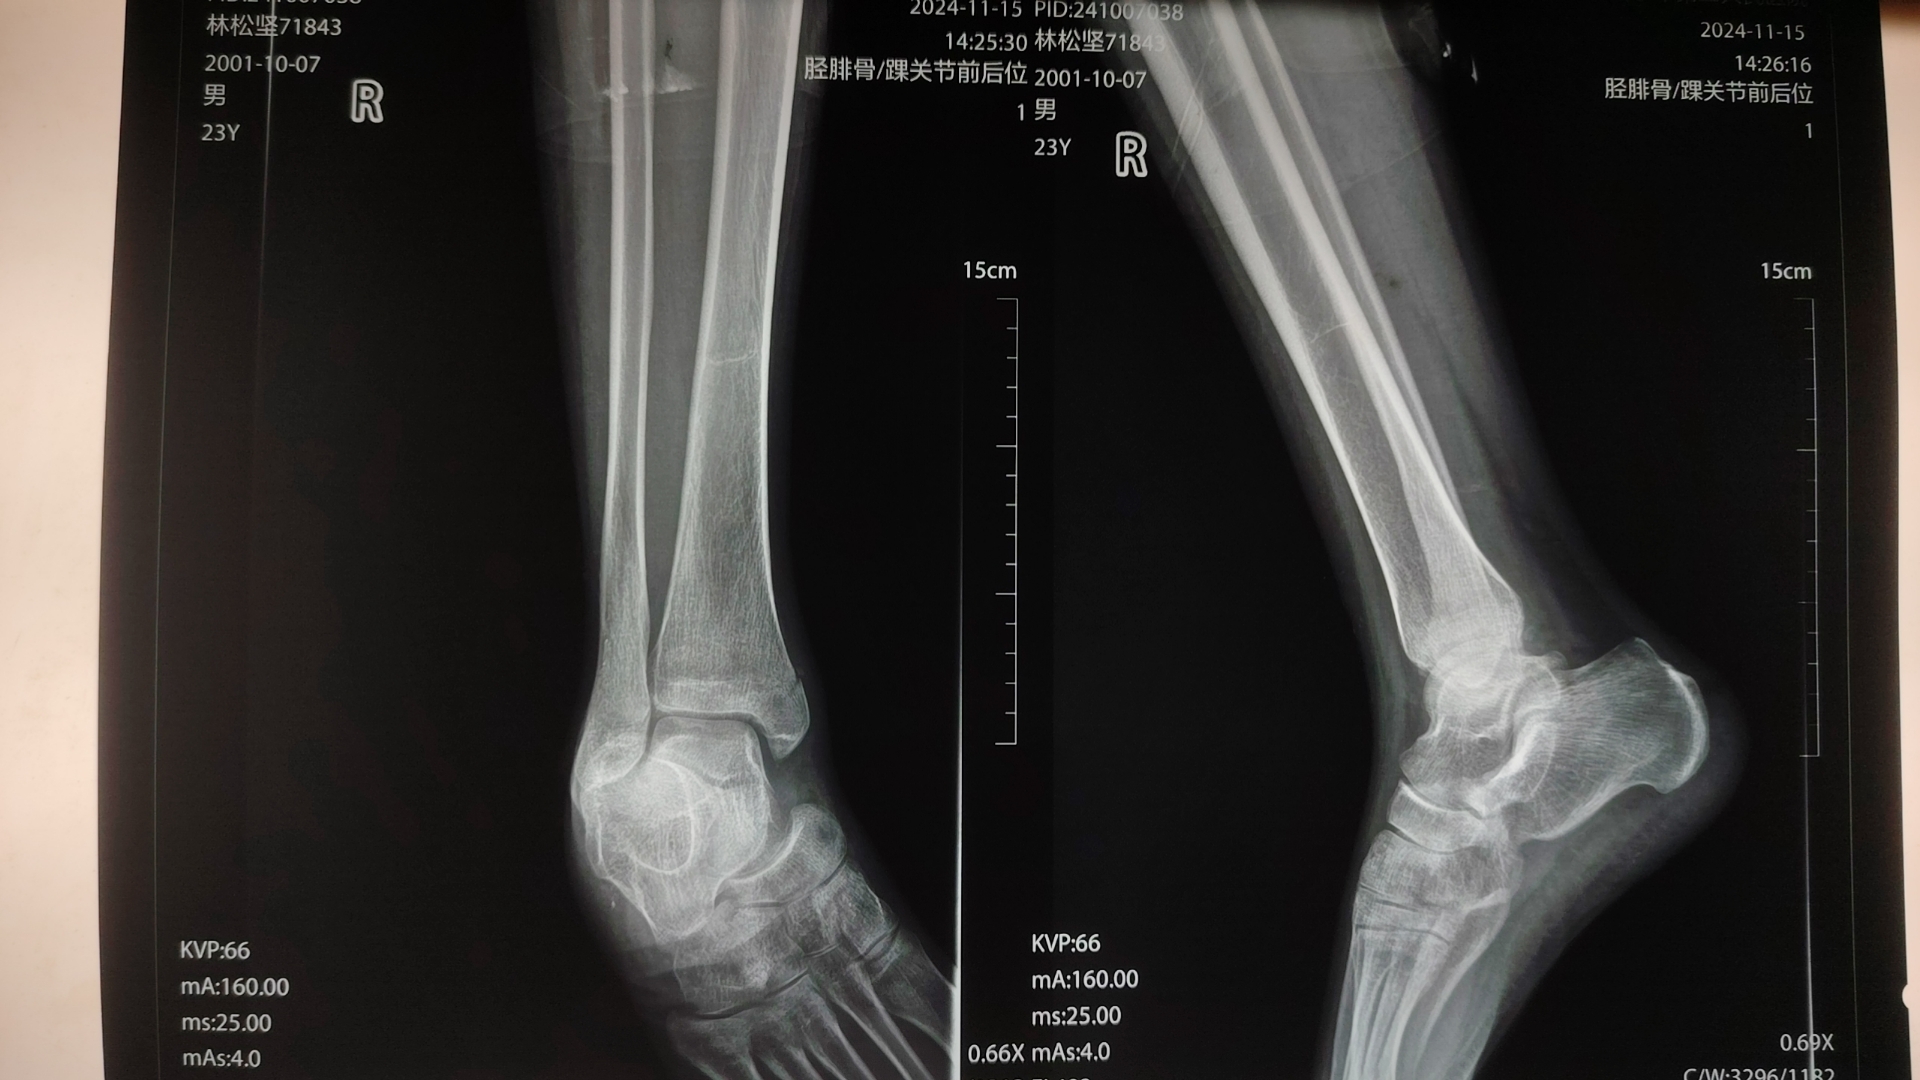 林松坚71843
2001-10-07
男
23Y
R
2024-11-15
14:25:30
胫腓骨/踝关节前后位
1
15cm
KVP:66
mA:160.00
ms:25.00
mAs:4.0
0.66X
PID:241007038
林松坚71843
2001-10-07
男
23Y
R
2024-11-15
14:26:16
胫腓骨/踝关节前后位
1
15cm
KVP:66
mA:160.00
ms:25.00
mAs:4.0
0.69X
C/W:3296/1182